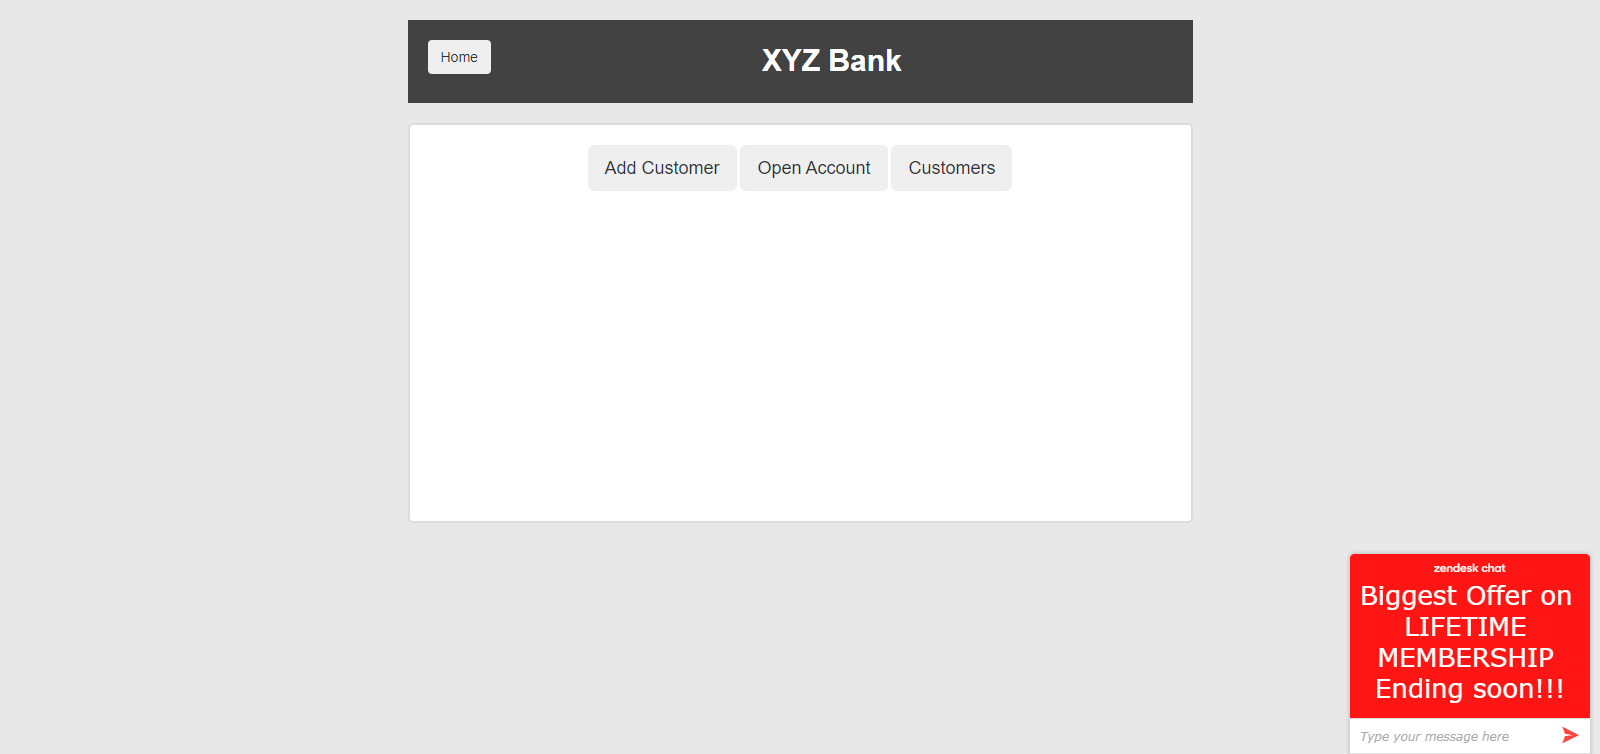 Home
XYZ Bank
Add Customer
Open Account
Customers
zendesk chat
Biggest Offer on
LIFETIME
MEMBERSHIP
Ending soon!!!
Type your message here